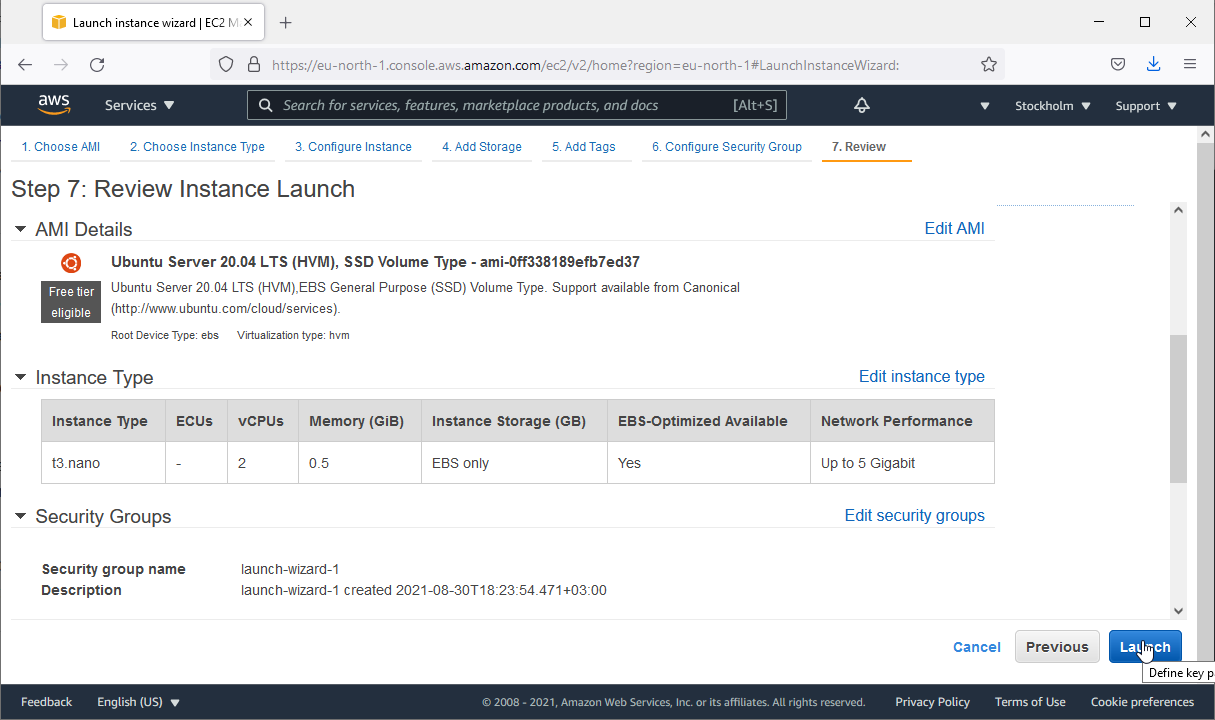 Launch instance wizard | EC2 M
https://eu-north-1.console.aws.amazon.com/ec2/v2/home?region=eu-north-1#LaunchInstanceWizard:
aws Services Search for services, features, marketplace products, and docs [Alt+S] Stockholm Support
1. Choose AMI 2. Choose Instance Type 3. Configure Instance 4. Add Storage 5. Add Tags 6. Configure Security Group 7. Review
Step 7: Review Instance Launch
AMI Details Edit AMI
Ubuntu Server 20.04 LTS (HVM), SSD Volume Type - ami-0ff338189efb7ed37
Free tier
eligible
Ubuntu Server 20.04 LTS (HVM),EBS General Purpose (SSD) Volume Type. Support available from Canonical
(http://www.ubuntu.com/cloud/services).
Root Device Type: ebs Virtualization type: hvm
Instance Type Edit instance type
Instance Type ECUs vCPUs Memory (GiB) Instance Storage (GB) EBS-Optimized Available Network Performance
t3.nano - 2 0.5 EBS only Yes Up to 5 Gigabit
Security Groups Edit security groups
Security group name launch-wizard-1
Description launch-wizard-1 created 2021-08-30T18:23:54.471+03:00
Cancel Previous Launch
Define key p
Feedback English (US) © 2008 - 2021, Amazon Web Services, Inc. or its affiliates. All rights reserved. Privacy Policy Terms of Use Cookie preferences